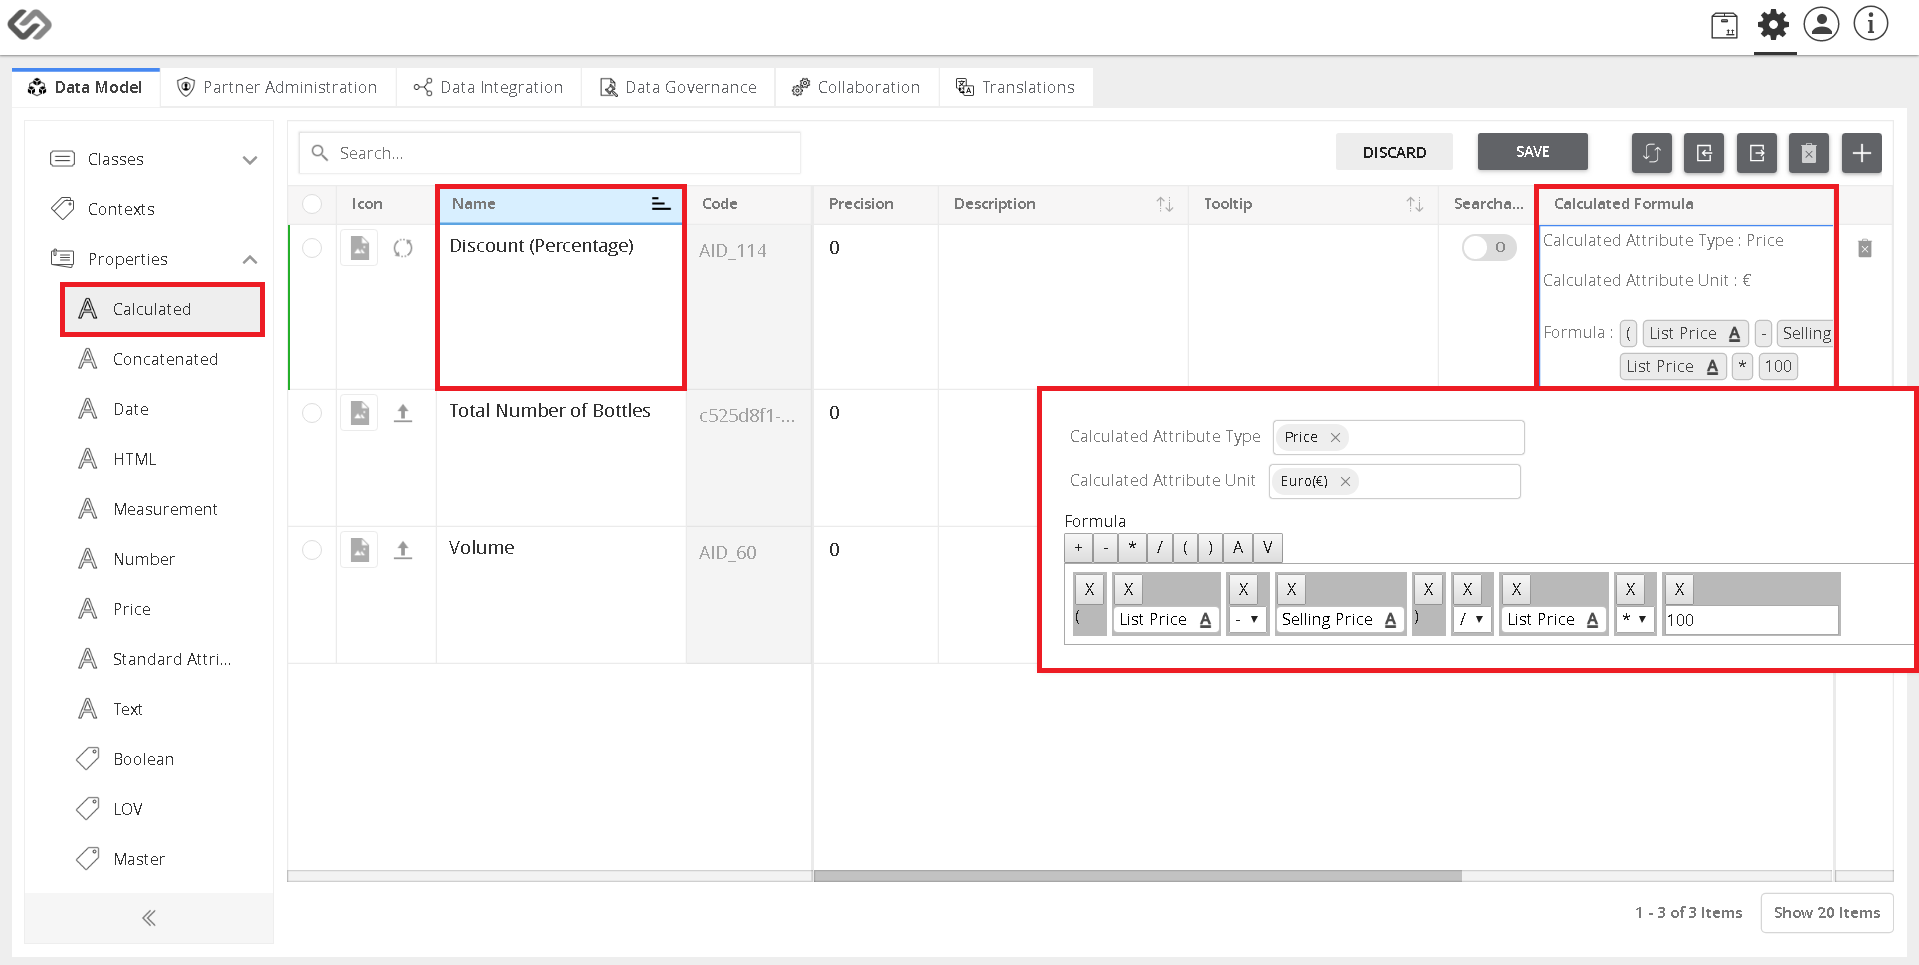 Data Model
Partner Administration
Data Integration
Data Governance
Collaboration
Translations
Classes
Contexts
Properties
Calculated
Concatenated
Date
HTML
Measurement
Number
Price
Standard Attri...
Text
Boolean
LOV
Master
Search...
DISCARD
SAVE
Icon Name Code Precision Description Tooltip Searcha... Calculated Formula
Discount (Percentage) AID_114 0
Calculated Attribute Type : Price
Calculated Attribute Unit : €
Formula : ( List Price A - Selling
List Price A * 100
Total Number of Bottles c525d8f1-... 0
Volume AID_60 0
Calculated Attribute Type Price ×
Calculated Attribute Unit Euro(€) ×
Formula
+ - * / ( ) A V
X X X X X X X X X
( List Price A - Selling Price A ) / List Price A * 100
1 - 3 of 3 Items Show 20 Items